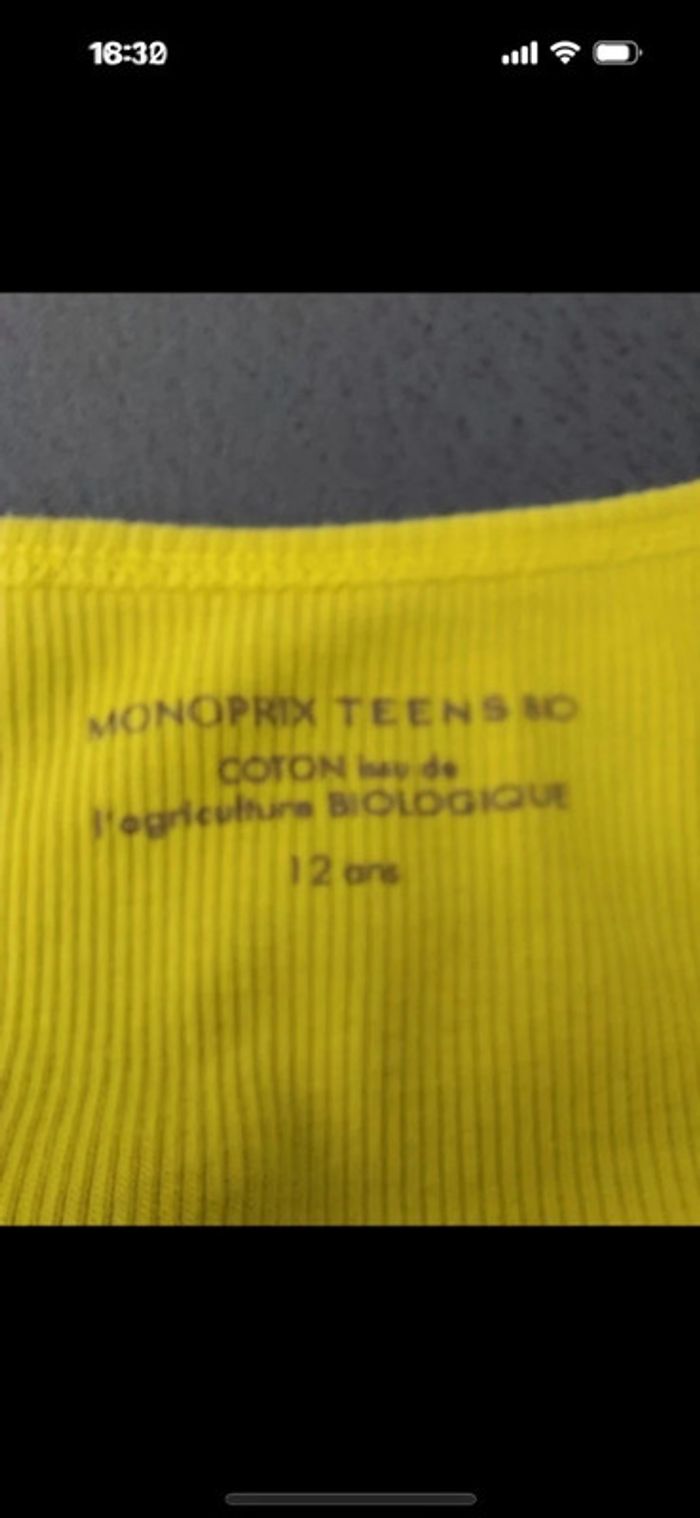 16:30
MONOPRIX TEENS BIO
COTON issu de
l'agriculture BIOLOGIQUE
12 ans